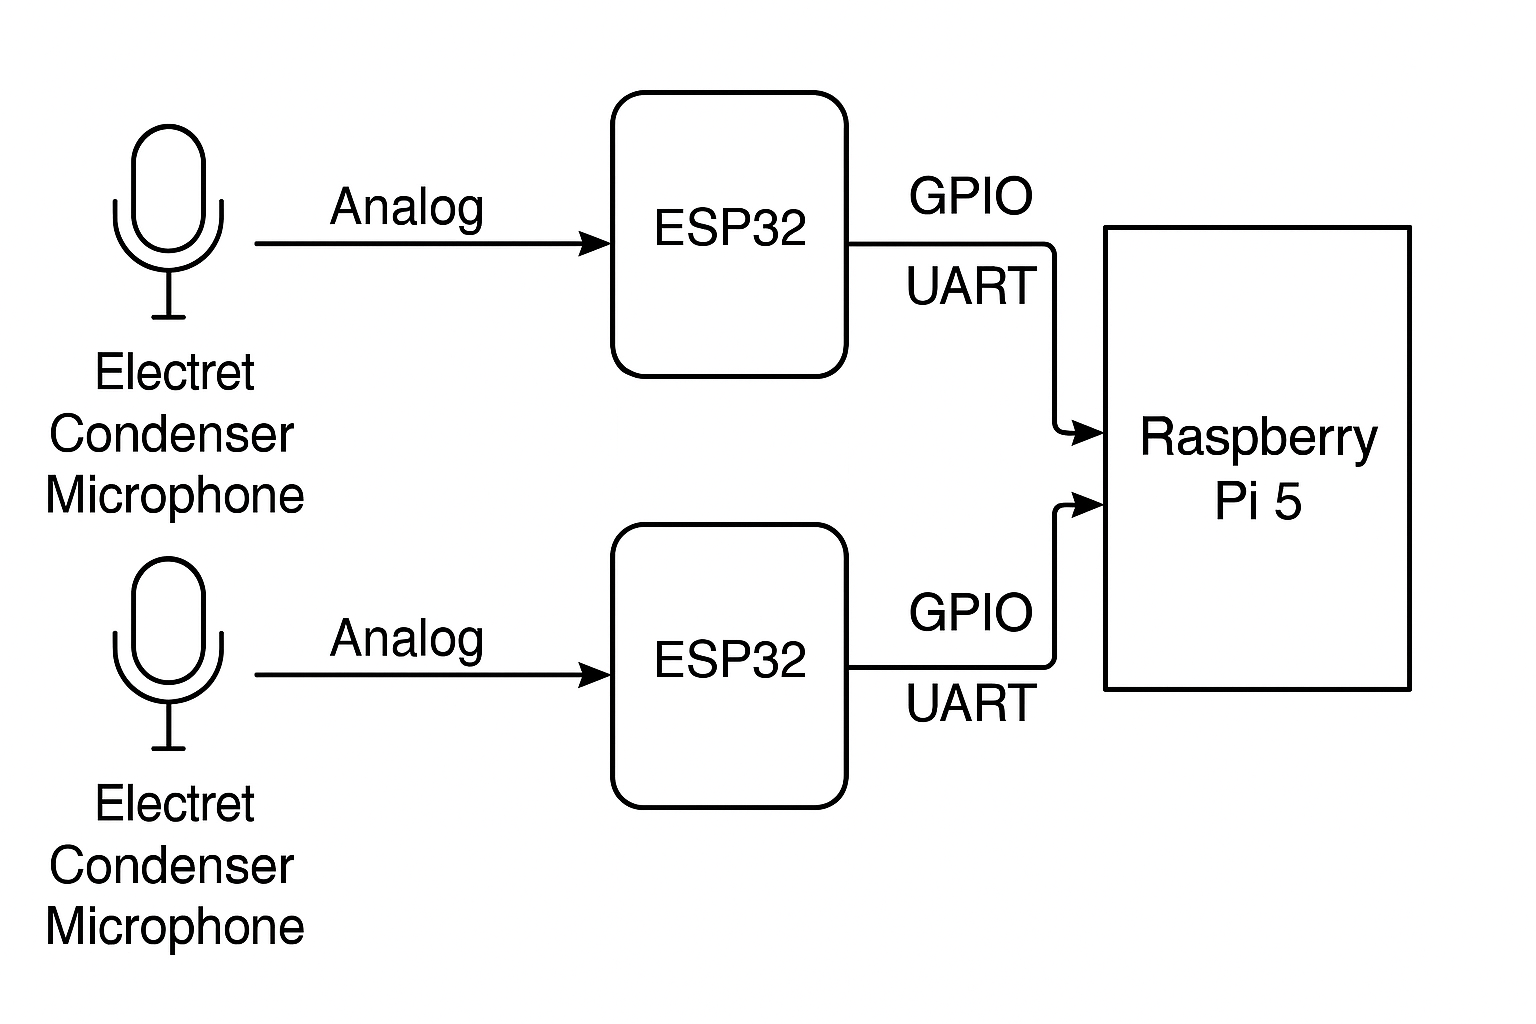 Analog
ESP32
GPIO
UART
Electret
Condenser
Microphone
Raspberry
Pi 5
Analog
ESP32
GPIO
UART
Electret
Condenser
Microphone